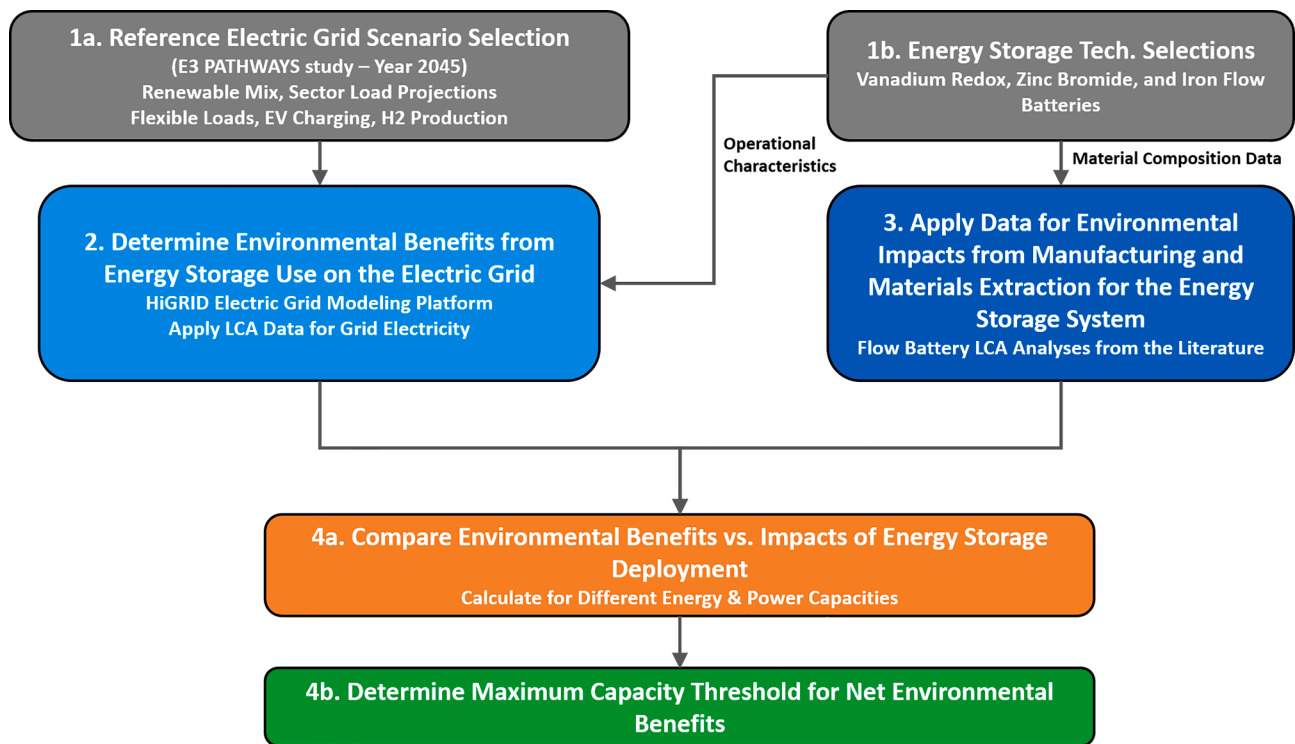 1a. Reference Electric Grid Scenario Selection
(E3 PATHWAYS study – Year 2045)
Renewable Mix, Sector Load Projections
Flexible Loads, EV Charging, H2 Production
1b. Energy Storage Tech. Selections
Vanadium Redox, Zinc Bromide, and Iron Flow
Batteries
Operational
Characteristics
Material Composition Data
2. Determine Environmental Benefits from
Energy Storage Use on the Electric Grid
HiGRID Electric Grid Modeling Platform
Apply LCA Data for Grid Electricity
3. Apply Data for Environmental
Impacts from Manufacturing and
Materials Extraction for the Energy
Storage System
Flow Battery LCA Analyses from the Literature
4a. Compare Environmental Benefits vs. Impacts of Energy Storage
Deployment
Calculate for Different Energy & Power Capacities
4b. Determine Maximum Capacity Threshold for Net Environmental
Benefits